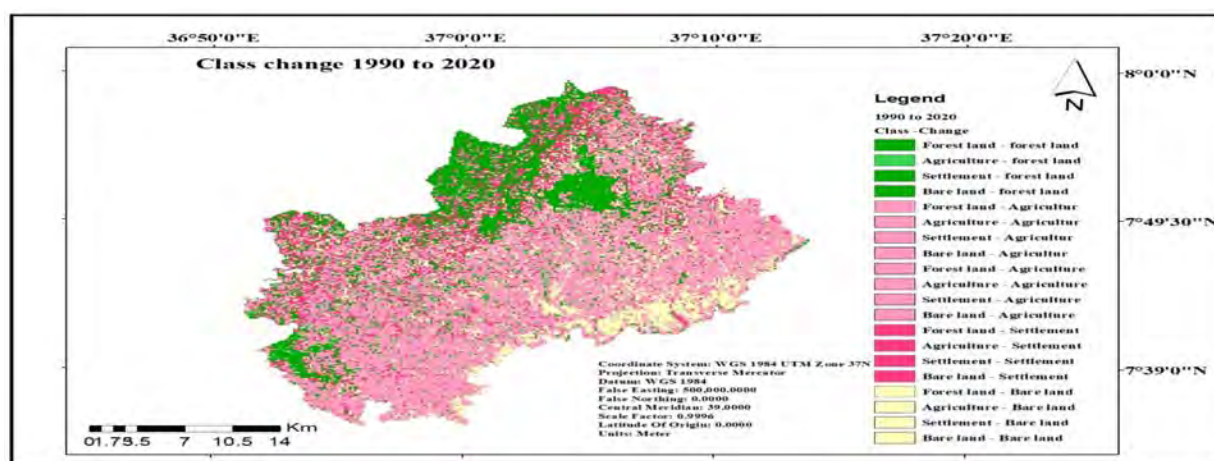 36°50'0"E 37°0'0"E 37°10'0"E 37°20'0"E
Class change 1990 to 2020
8°0'0"N
N
Legend
1990 to 2020
Class -Change
Forest land - forest land
Agriculture - forest land
Settlement - forest land
Bare land - forest land
Forest land - Agricultur
Agriculture - Agricultur
Settlement - Agricultur
Bare land - Agricultur
Forest land - Agriculture
Agriculture - Agriculture
Settlement - Agriculture
Bare land - Agriculture
Forest land - Settlement
Agriculture - Settlement
Settlement - Settlement
Bare land - Settlement
Forest land - Bare land
Agriculture - Bare land
Settlement - Bare land
Bare land - Bare land
7°49'30"N
7°39'0"N
Coordinate System: WGS 1984 UTM Zone 37N
Projection: Transverse Mercator
Datum: WGS 1984
False Easting: 500,000.0000
False Northing: 0.0000
Central Meridian: 39.0000
Scale Factor: 0.9996
Latitude Of Origin: 0.0000
Units: Meter
Km
01.753.5 7 10.5 14